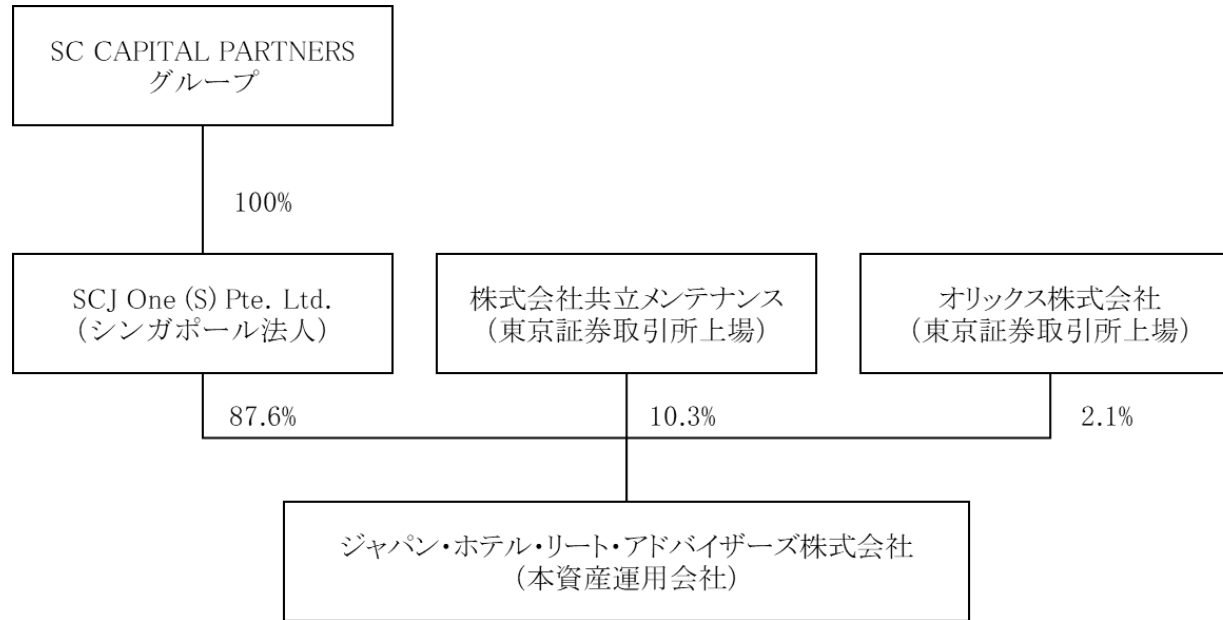 SC CAPITAL PARTNERS
グループ
100%
SCJ One (S) Pte. Ltd.
(シンガポール法人)
株式会社共立メンテナンス
(東京証券取引所上場)
オリックス株式会社
(東京証券取引所上場)
87.6%
10.3%
2.1%
ジャパン・ホテル・リート・アドバイザーズ株式会社
(本資産運用会社)